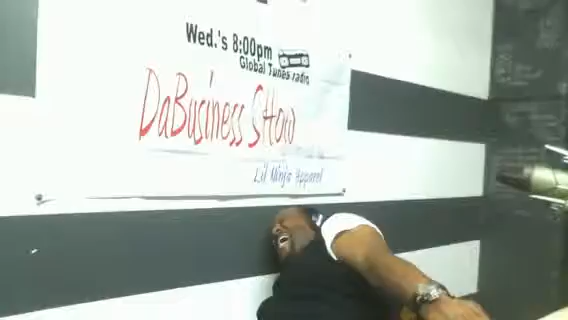 Wed.'s 8:00pm
Global Tunes radio
DaBusiness SHow
Lil Ninja Apparel